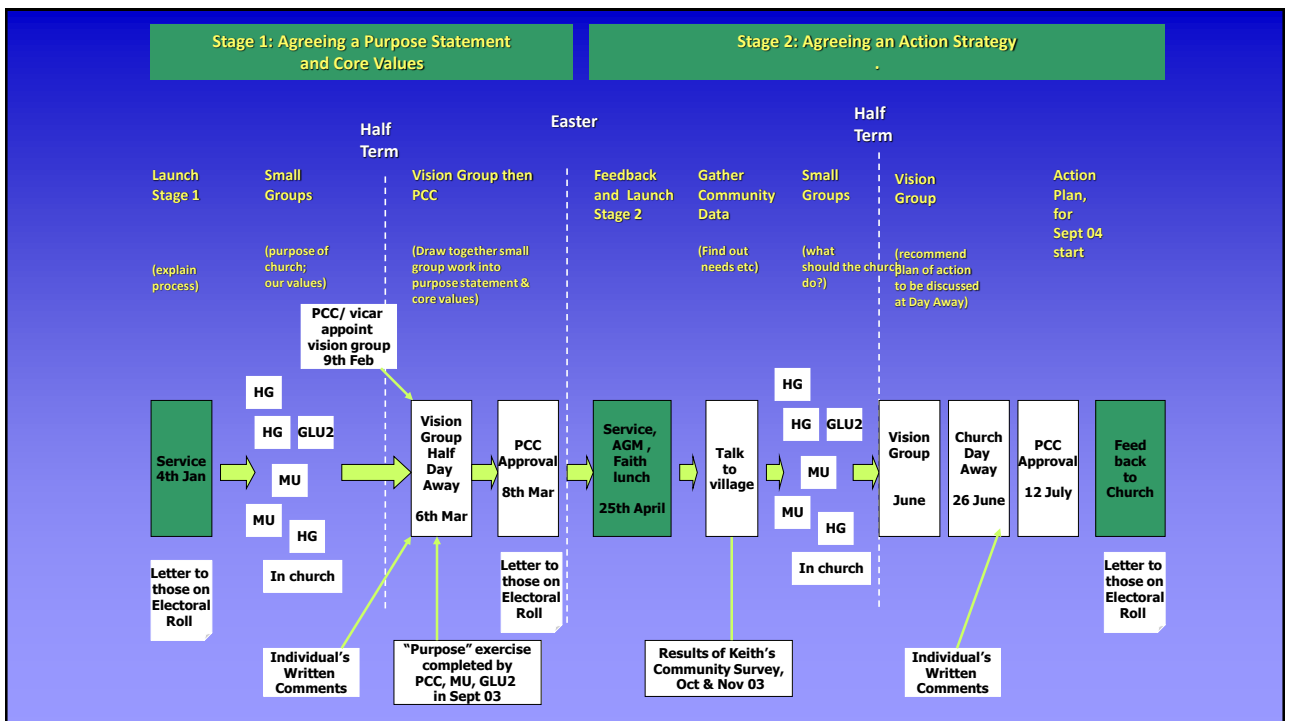 Stage 1: Agreeing a Purpose Statement
and Core Values
Stage 2: Agreeing an Action Strategy
.
Half
Term
Easter
Half
Term
Launch
Stage 1
Small
Groups
Vision Group then
PCC
Feedback
and Launch
Stage 2
Gather
Community
Data
Small
Groups
Vision
Group
Action
Plan,
for
Sept 04
start
(explain
process)
(purpose of
church;
our values)
(Draw together small
group work into
purpose statement &
core values)
(Find out
needs etc)
(what
should the church
do?)
(recommend
plan of action
to be discussed
at Day Away)
PCC/ vicar
appoint
vision group
9th Feb
Service
4th Jan
HG
HG
GLU2
MU
MU
HG
In church
Vision
Group
Half
Day
Away
6th Mar
PCC
Approval
8th Mar
Service,
AGM ,
Faith
lunch
25th April
Talk
to
village
HG
HG
GLU2
MU
MU
HG
In church
Vision
Group
June
Church
Day
Away
26 June
PCC
Approval
12 July
Feed
back
to
Church
Letter to
those on
Electoral
Roll
Letter to
those on
Electoral
Roll
Letter to
those on
Electoral
Roll
Individual’s
Written
Comments
“Purpose” exercise
completed by
PCC, MU, GLU2
in Sept 03
Results of Keith’s
Community Survey,
Oct & Nov 03
Individual’s
Written
Comments